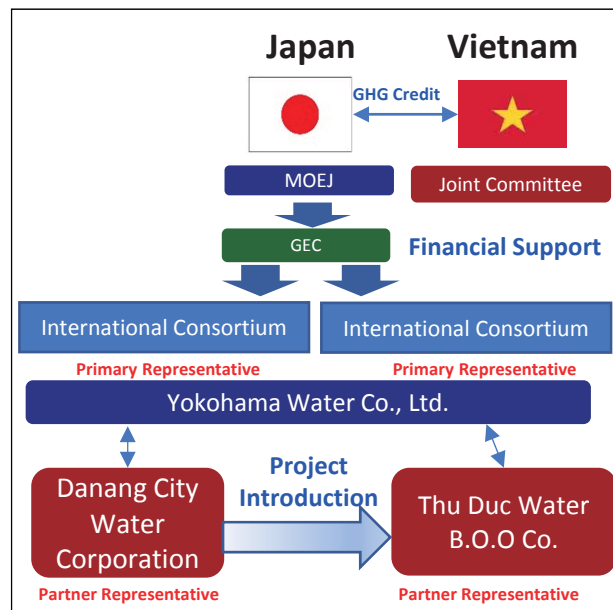 Japan
Vietnam
GHG Credit
MOEJ
Joint Committee
GEC
Financial Support
International Consortium
International Consortium
Primary Representative
Primary Representative
Yokohama Water Co., Ltd.
Project
Introduction
Danang City
Water
Corporation
Thu Duc Water
B.O.O Co.
Partner Representative
Partner Representative